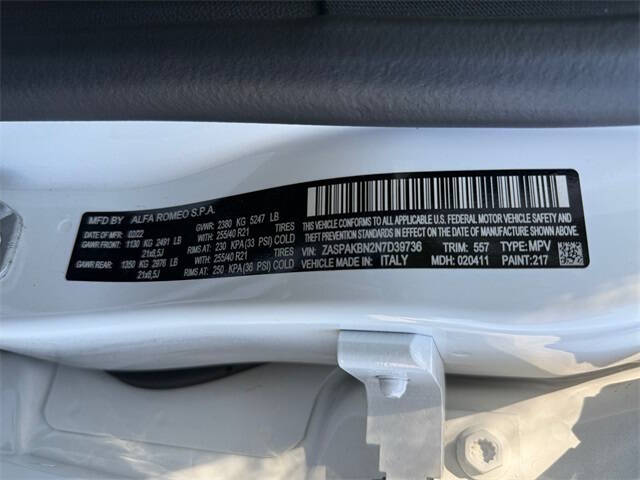 MFD BY ALFA ROMEO S.P.A.
DATE OF MFR: 02/22 GVWR: 2380 KG 5247 LB
GAWR FRONT: 1130 KG 2491 LB TIRES
WITH: 255/40 R21
RIMS AT: 21x8,5J 230 KPA(33 PSI) COLD
GAWR REAR: 1350 KG 2976 LB TIRES
WITH: 255/40 R21
RIMS AT: 21x8,5J 250 KPA(36 PSI) COLD
THIS VEHICLE CONFORMS TO ALL APPLICABLE U.S. FEDERAL MOTOR VEHICLE
SAFETY, BUMPER, AND THEFT PREVENTION STANDARDS IN EFFECT ON THE DATE OF MANUFACTURE SHOWN ABOVE.
VIN: ZASPAKBN2N7D39736 TRIM: 557 TYPE: MPV
VEHICLE MADE IN: ITALY MDH: 020411 PAINT: 217